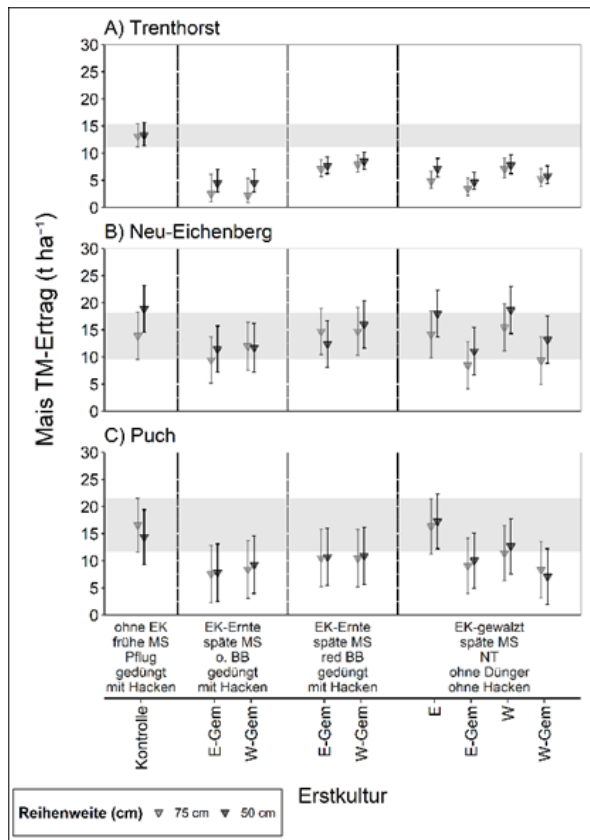 A) Trenthorst
30
25
20
15
10
5
0
B) Neu-Eichenberg
30
25
20
15
10
5
0
C) Puch
30
25
20
15
10
5
0
Mais TM-Ertrag (t ha⁻¹)
ohne EK
frühe MS
Pflug
gedüngt
mit Hacken
EK-Ernte
späte MS
o. BB
gedüngt
mit Hacken
EK-Ernte
späte MS
red BB
gedüngt
mit Hacken
EK-gewalzt
späte MS
NT
ohne Dünger
ohne Hacken
Kontrolle
E-Gem
W-Gem
E-Gem
W-Gem
E
E-Gem
W
W-Gem
Erstkultur
Reihenweite (cm) 75 cm 50 cm